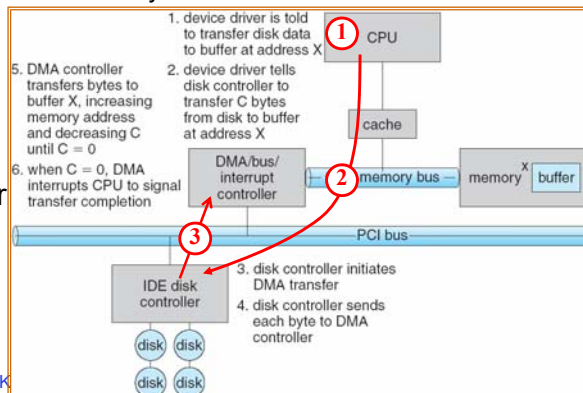 1. device driver is told
to transfer disk data
to buffer at address X
1
CPU
5. DMA controller
transfers bytes to
buffer X, increasing
memory address
and decreasing C
until C = 0
2. device driver tells
disk controller to
transfer C bytes
from disk to buffer
at address X
cache
6. when C = 0, DMA
interrupts CPU to signal
transfer completion
DMA/bus/
interrupt
controller
2
memory bus
memory
X
buffer
r
3
PCI bus
IDE disk
controller
3. disk controller initiates
DMA transfer
4. disk controller sends
each byte to DMA
controller
disk
disk
disk
disk
K